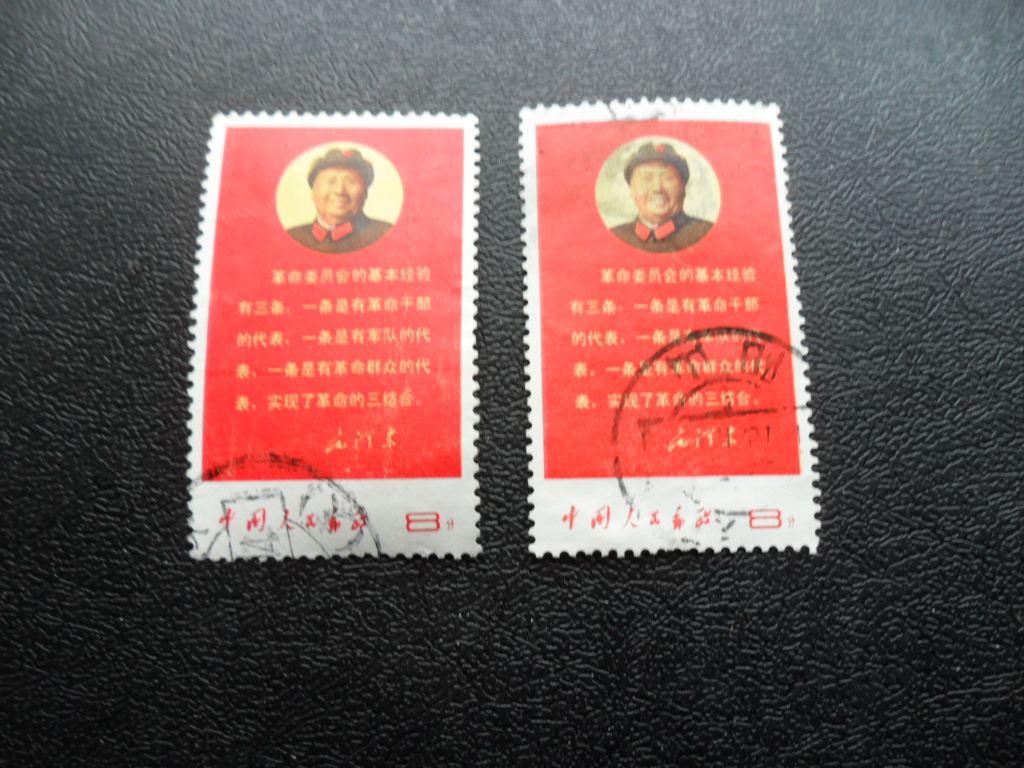 革命委员会的基本经验
有三条：一条是有革命干部
的代表，一条是有军队的代
表，一条是有革命群众的代
表，实现了革命的三结合。
毛泽东
中国人民邮政 8分
革命委员会的基本经验
有三条：一条是有革命干部
的代表，一条是有军队的代
表，一条是有革命群众的代
表，实现了革命的三结合。
毛泽东
中国人民邮政 8分